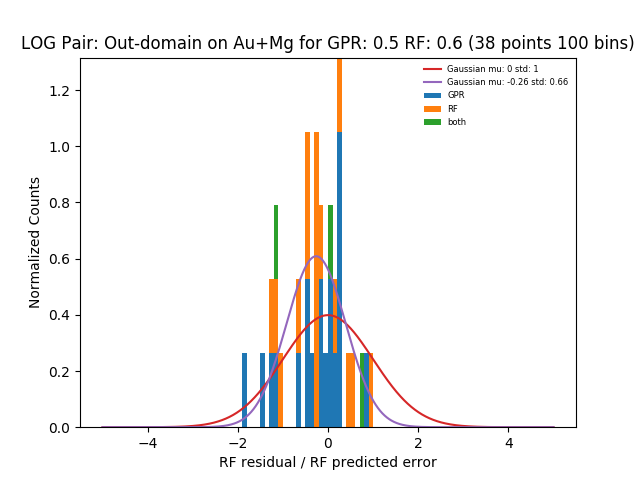 LOG Pair: Out-domain on Au+Mg for GPR: 0.5 RF: 0.6 (38 points 100 bins)
Gaussian mu: 0 std: 1
Gaussian mu: -0.26 std: 0.66
GPR
RF
both
Normalized Counts
1.2
1.0
0.8
0.6
0.4
0.2
0.0
−4 −2 0 2 4
RF residual / RF predicted error